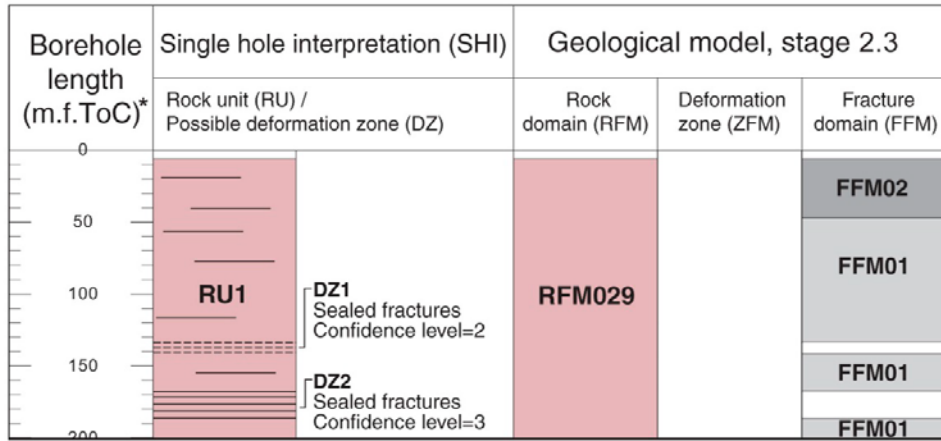 Borehole
length
(m.f.ToC)*
Single hole interpretation (SHI)
Geological model, stage 2.3
Rock unit (RU) /
Possible deformation zone (DZ)
Rock
domain (RFM)
Deformation
zone (ZFM)
Fracture
domain (FFM)
0
50
100
150
200
RU1
DZ1
Sealed fractures
Confidence level=2
DZ2
Sealed fractures
Confidence level=3
RFM029
FFM02
FFM01
FFM01
FFM01